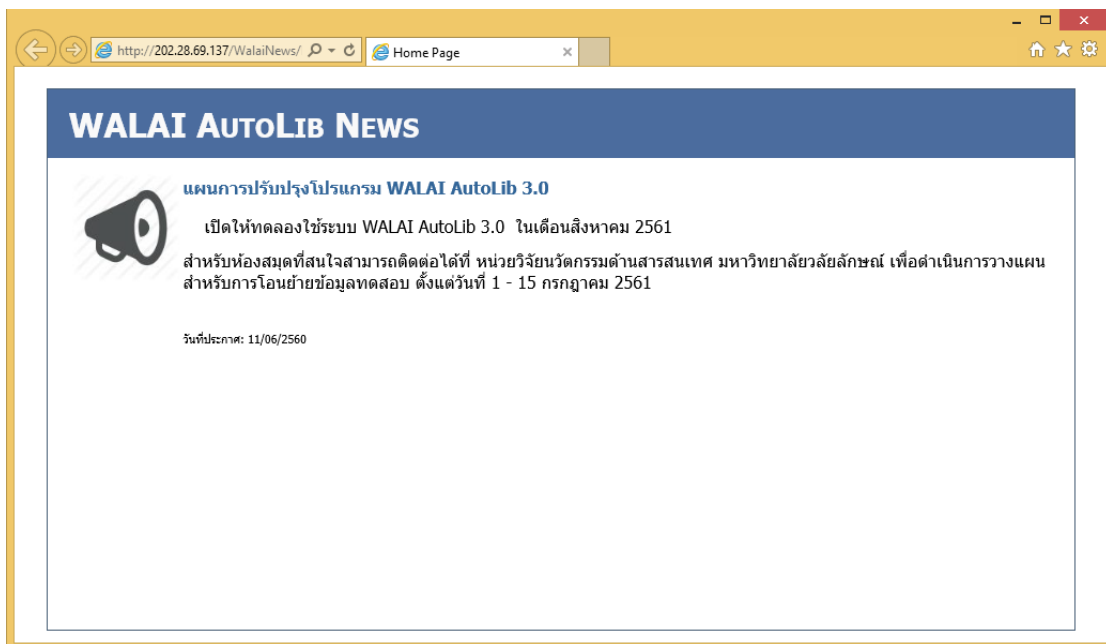 http://202.28.69.137/WalaiNews/
Home Page
WALAI AUTOLIB NEWS
แผนการปรับปรุงโปรแกรม WALAI AutoLib 3.0
เปิดให้ทดลองใช้ระบบ WALAI AutoLib 3.0 ในเดือนสิงหาคม 2561
สำหรับห้องสมุดที่สนใจสามารถติดต่อได้ที่ หน่วยวิจัยนวัตกรรมด้านสารสนเทศ มหาวิทยาลัยวลัยลักษณ์ เพื่อดำเนินการวางแผน
สำหรับการโอนย้ายข้อมูลทดสอบ ตั้งแต่วันที่ 1 - 15 กรกฎาคม 2561
วันที่ประกาศ: 11/06/2560